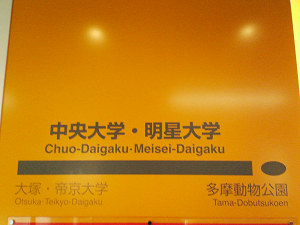 中央大学・明星大学
Chuo-Daigaku·Meisei-Daigaku
大塚・帝京大学
Otsuka·Teikyo-Daigaku
多摩動物公園
Tama-Dobutsukoen